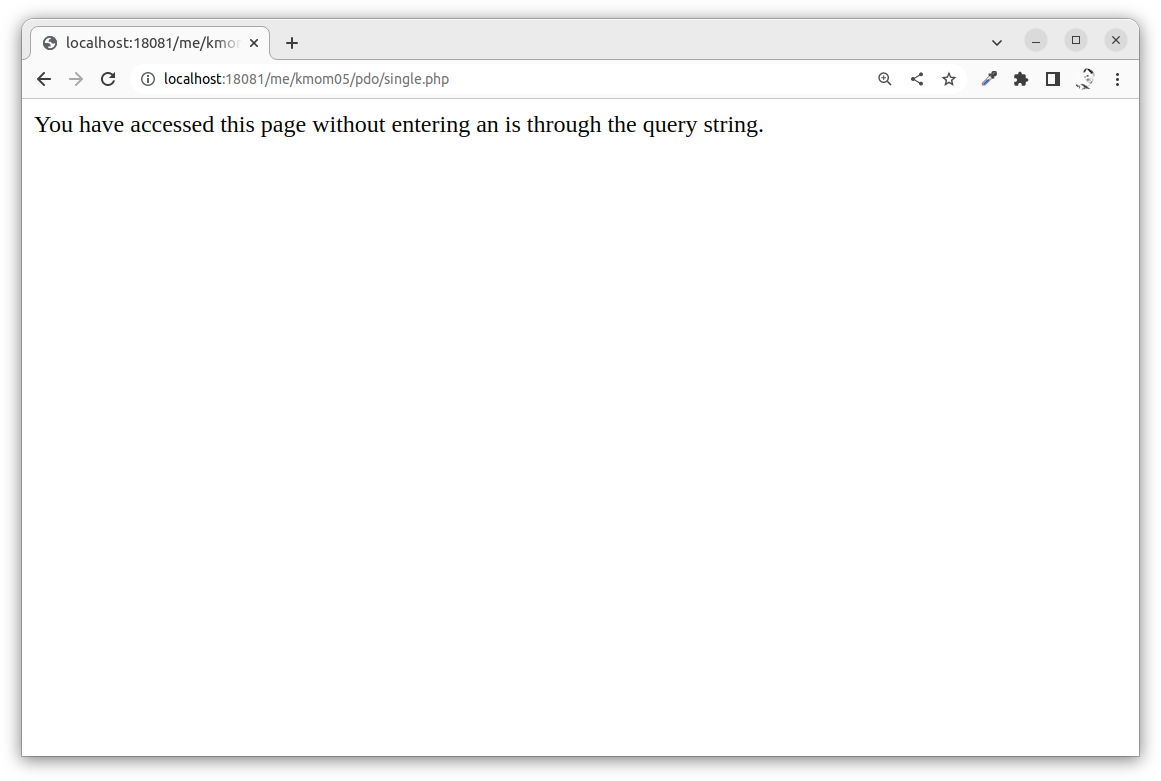 localhost:18081/me/kmom
localhost:18081/me/kmom05/pdo/single.php
You have accessed this page without entering an is through the query string.